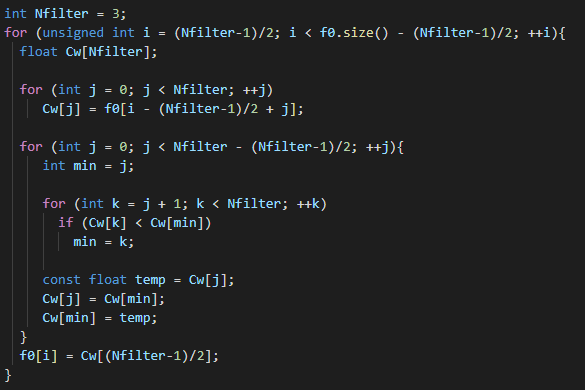 int Nfilter = 3;
for (unsigned int i = (Nfilter-1)/2; i < f0.size() - (Nfilter-1)/2; ++i){
  float Cw[Nfilter];

  for (int j = 0; j < Nfilter; ++j)
     Cw[j] = f0[i - (Nfilter-1)/2 + j];

  for (int j = 0; j < Nfilter - (Nfilter-1)/2; ++j){
     int min = j;

     for (int k = j + 1; k < Nfilter; ++k)
       if (Cw[k] < Cw[min])
         min = k;

     const float temp = Cw[j];
     Cw[j] = Cw[min];
     Cw[min] = temp;
  }
  f0[i] = Cw[(Nfilter-1)/2];
}